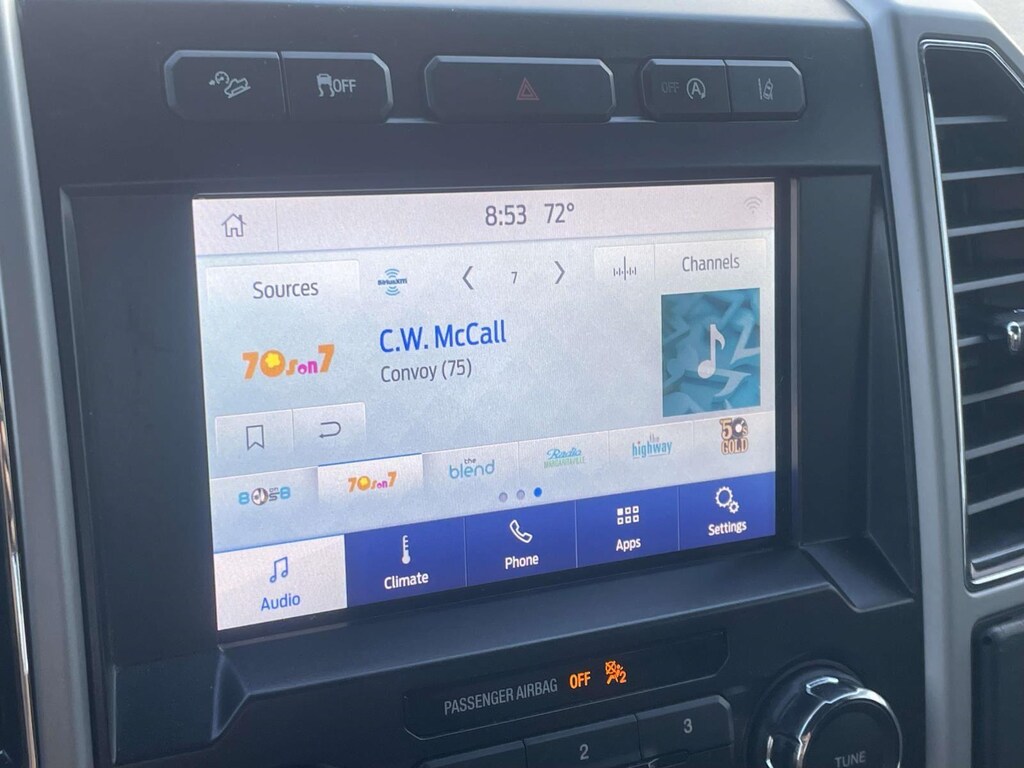 OFF
OFF A
8:53 72°
Sources
SiriusXM
7
Channels
70s on 7
C.W. McCall
Convoy (75)
80s on 8
70s on 7
the blend
Radio
MARGARITAVILLE
the highway
50s GOLD
Audio
Climate
Phone
Apps
Settings
PASSENGER AIRBAG OFF 2
2
3
TUNE